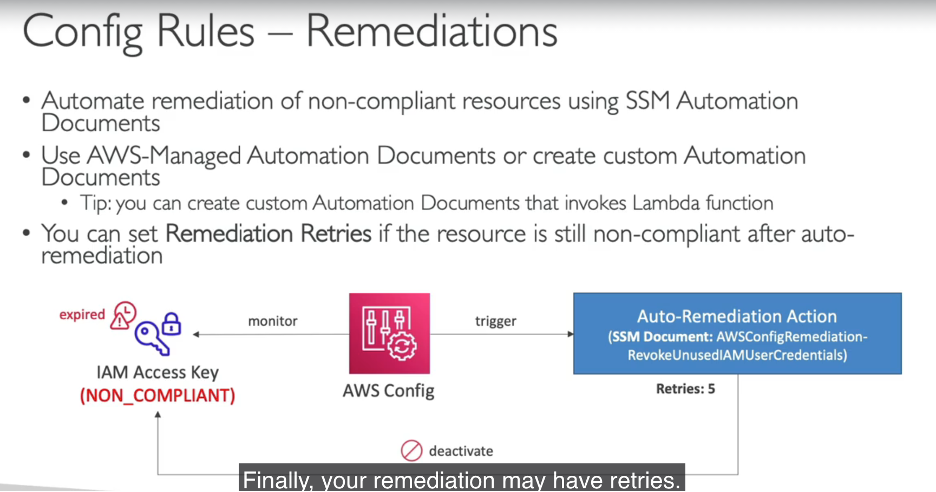 Config Rules – Remediations
• Automate remediation of non-compliant resources using SSM Automation
Documents
• Use AWS-Managed Automation Documents or create custom Automation
Documents
• Tip: you can create custom Automation Documents that invokes Lambda function
• You can set Remediation Retries if the resource is still non-compliant after auto-
remediation
expired
monitor
trigger
Auto-Remediation Action
(SSM Document: AWSConfigRemediation-
RevokeUnusedIAMUserCredentials)
IAM Access Key
(NON_COMPLIANT)
AWS Config
Retries: 5
deactivate
Finally, your remediation may have retries.